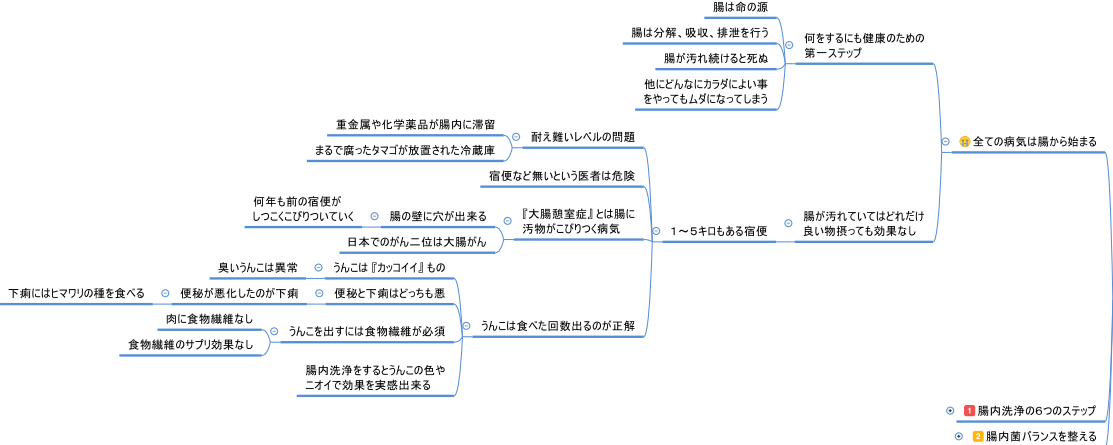 腸は命の源
腸は分解、吸収、排泄を行う
腸が汚れ続けると死ぬ
他にどんなにカラダによい事
をやってもムダになってしまう
何をするにも健康のための
第一ステップ
重金属や化学薬品が腸内に滞留
まるで腐ったタマゴが放置された冷蔵庫
耐え難いレベルの問題
全ての病気は腸から始まる
宿便など無いという医者は危険
何年も前の宿便が
しつこくこびりついていく
腸の壁に穴が出来る
日本でのがん二位は大腸がん
『大腸憩室症』とは腸に
汚物がこびりつく病気
1～5キロもある宿便
腸が汚れていてはどれだけ
良い物摂っても効果なし
臭いうんこは異常
うんこは『カッコイイ』もの
下痢にはヒマワリの種を食べる
便秘が悪化したのが下痢
便秘と下痢はどっちも悪
肉に食物繊維なし
食物繊維のサプリ効果なし
うんこを出すには食物繊維が必須
うんこは食べた回数出るのが正解
腸内洗浄をするとうんこの色や
ニオイで効果を実感出来る
1 腸内洗浄の6つのステップ
2 腸内菌バランスを整える